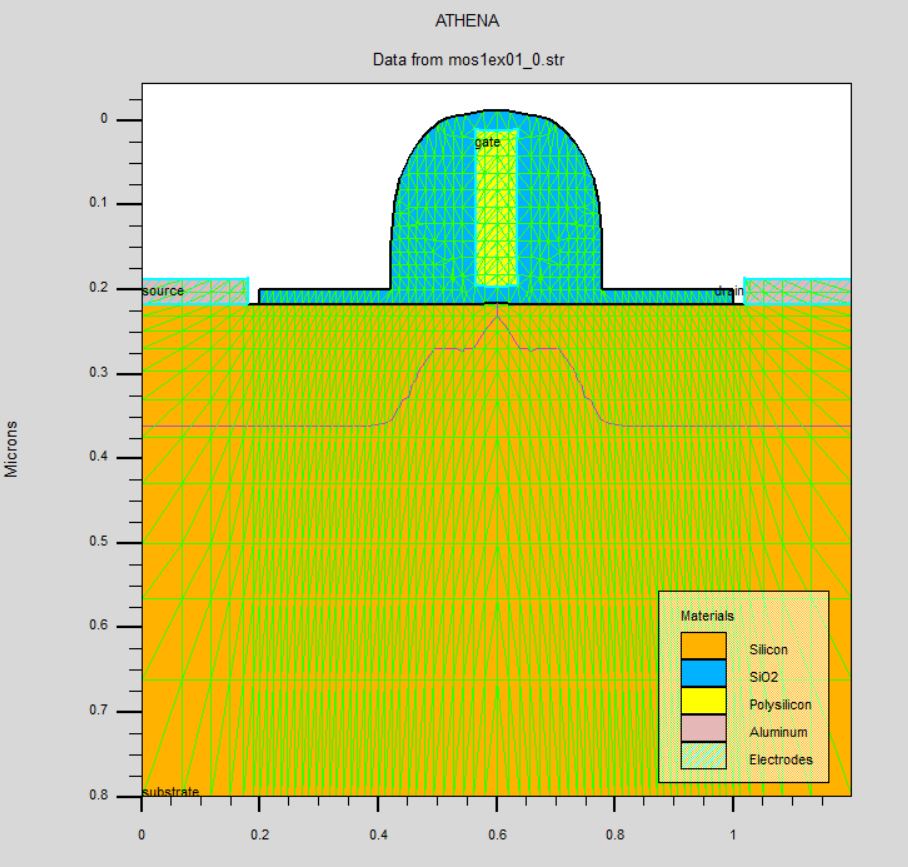 ATHENA
Data from mos1ex01_0.str
0
gate
0.1
0.2
source
drain
0.3
Microns
0.4
0.5
0.6
0.7
0.8
substrate
Materials
Silicon
SiO2
Polysilicon
Aluminum
Electrodes
0 0.2 0.4 0.6 0.8 1